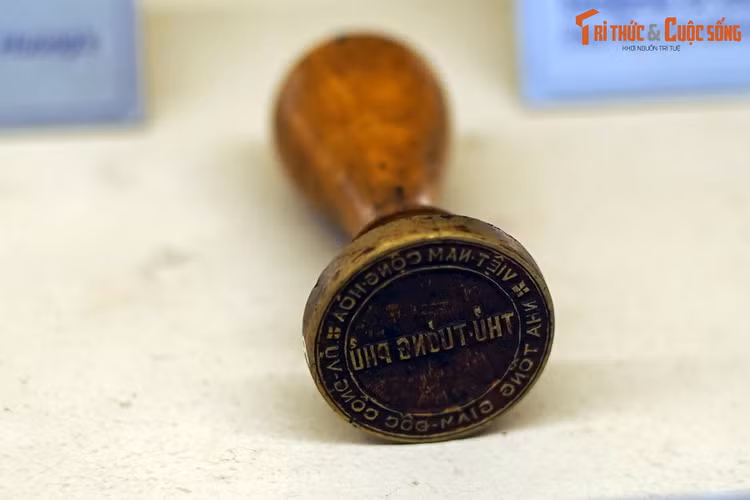 TRI THỨC & CUỘC SỐNG
KHƠI NGUỒN TRI TUỆ
VIỆT-NAM CỘNG-HÒA
THỦ-TƯỚNG PHỦ
NHA TỔNG GIÁM-ĐỐC CÔNG-VỤ